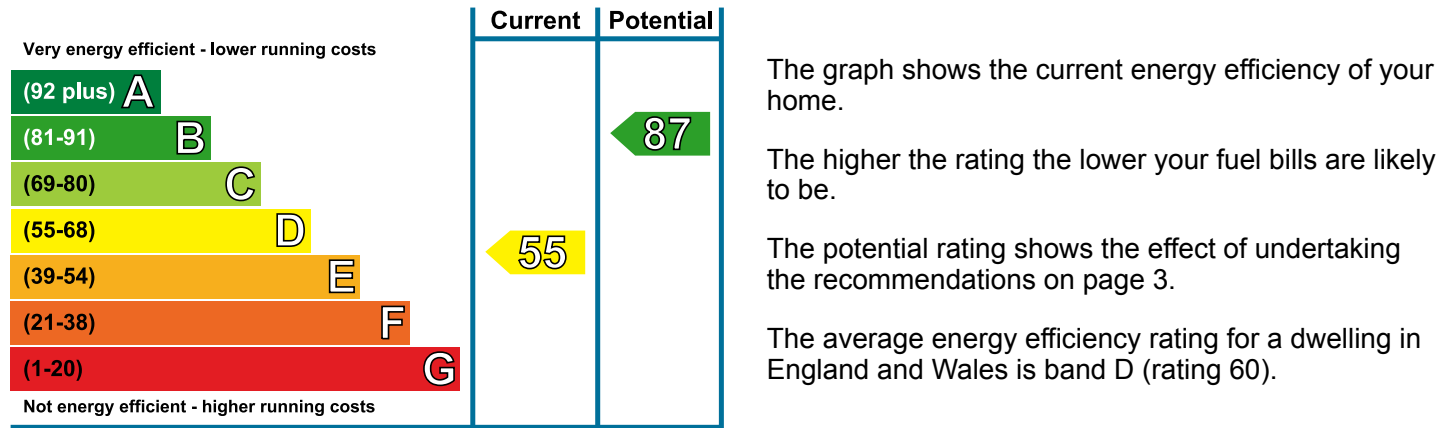 Current Potential
Very energy efficient - lower running costs
(92 plus) A
(81-91) B
87
(69-80) C
(55-68) D
55
(39-54) E
(21-38) F
(1-20) G
Not energy efficient - higher running costs
The graph shows the current energy efficiency of your
home.
The higher the rating the lower your fuel bills are likely
to be.
The potential rating shows the effect of undertaking
the recommendations on page 3.
The average energy efficiency rating for a dwelling in
England and Wales is band D (rating 60).